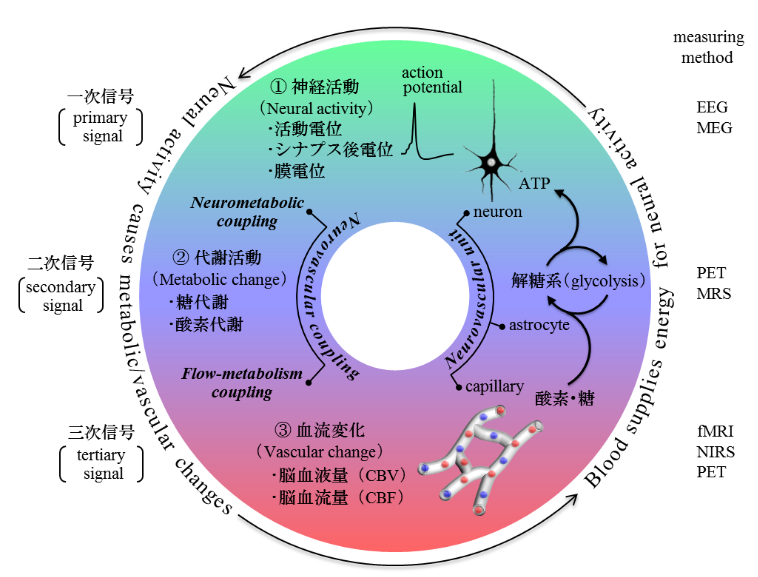 measuring
method
一次信号
primary
signal
① 神経活動
（Neural activity）
・活動電位
・シナプス後電位
・膜電位
action
potential
EEG
MEG
ATP
neuron
Neurometabolic
coupling
二次信号
secondary
signal
② 代謝活動
（Metabolic change）
・糖代謝
・酸素代謝
Flow-metabolism
coupling
Neurovascular coupling
Neurovascular unit
解糖系（glycolysis）
astrocyte
capillary
酸素・糖
PET
MRS
三次信号
tertiary
signal
③ 血流変化
（Vascular change）
・脳血液量（CBV）
・脳血流量（CBF）
fMRI
NIRS
PET
Neural activity causes metabolic/vascular changes
Blood supplies energy for neural activity